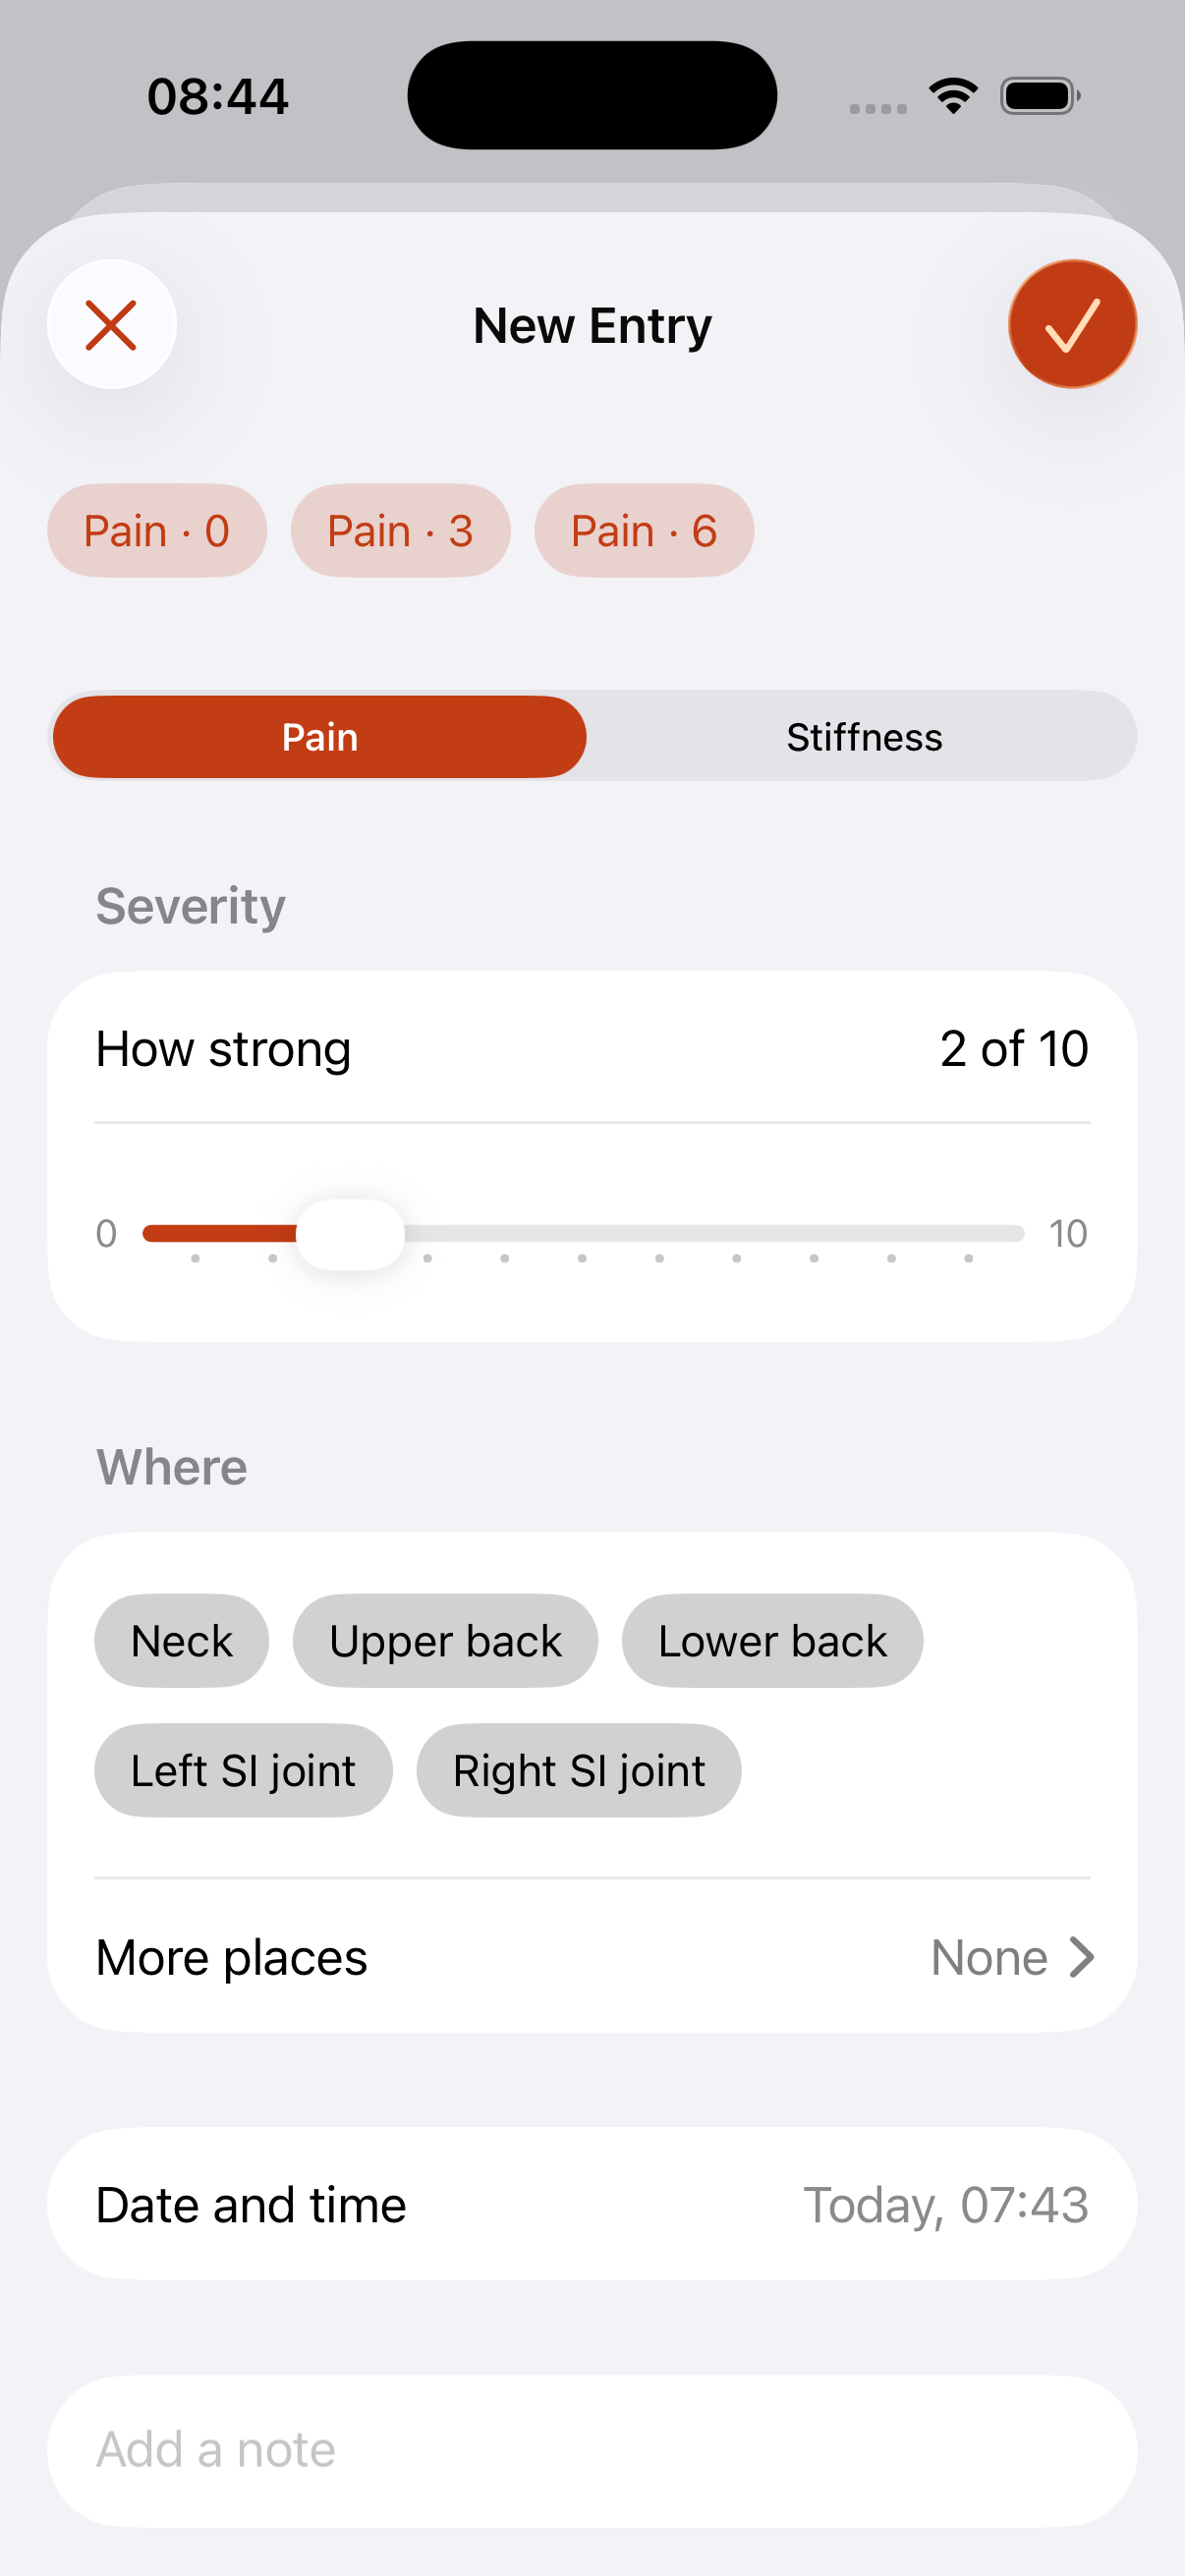 08:44
New Entry
Pain · 0 Pain · 3 Pain · 6
Pain Stiffness
Severity
How strong 2 of 10
0 10
Where
Neck Upper back Lower back
Left SI joint Right SI joint
More places None
Date and time Today, 07:43
Add a note